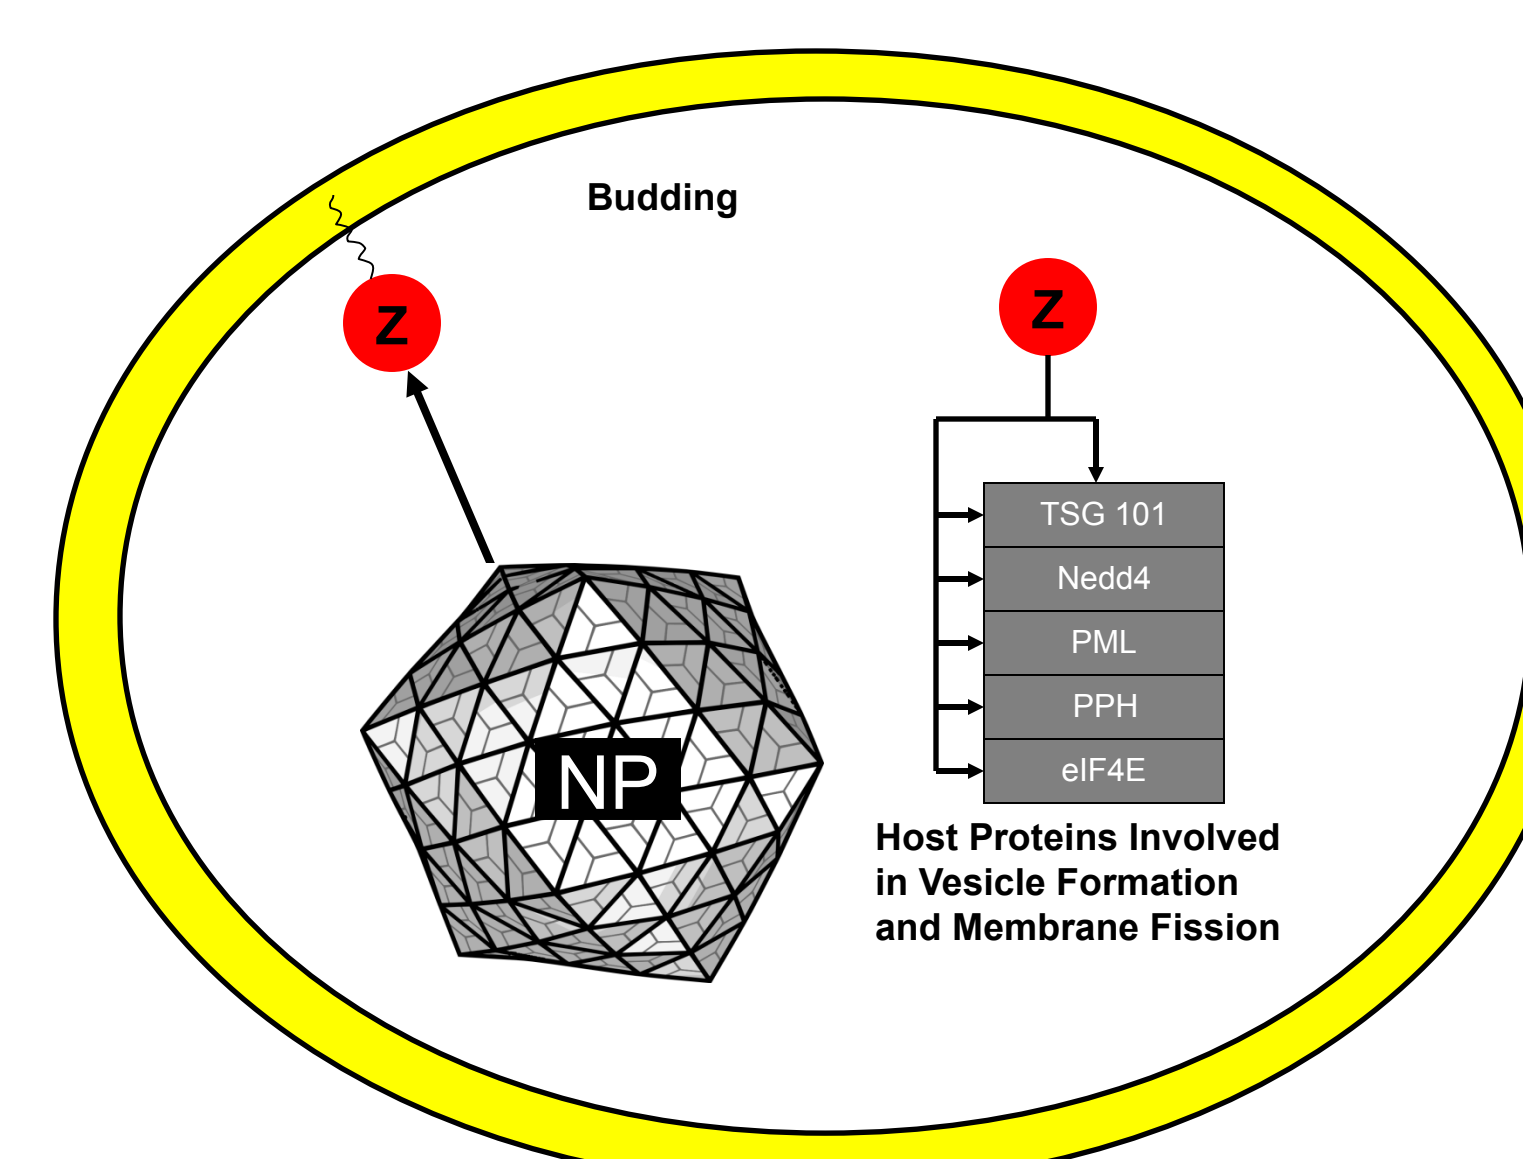 Budding
Z
Z
TSG 101
Nedd4
PML
PPH
eIF4E
NP
Host Proteins Involved
in Vesicle Formation
and Membrane Fission